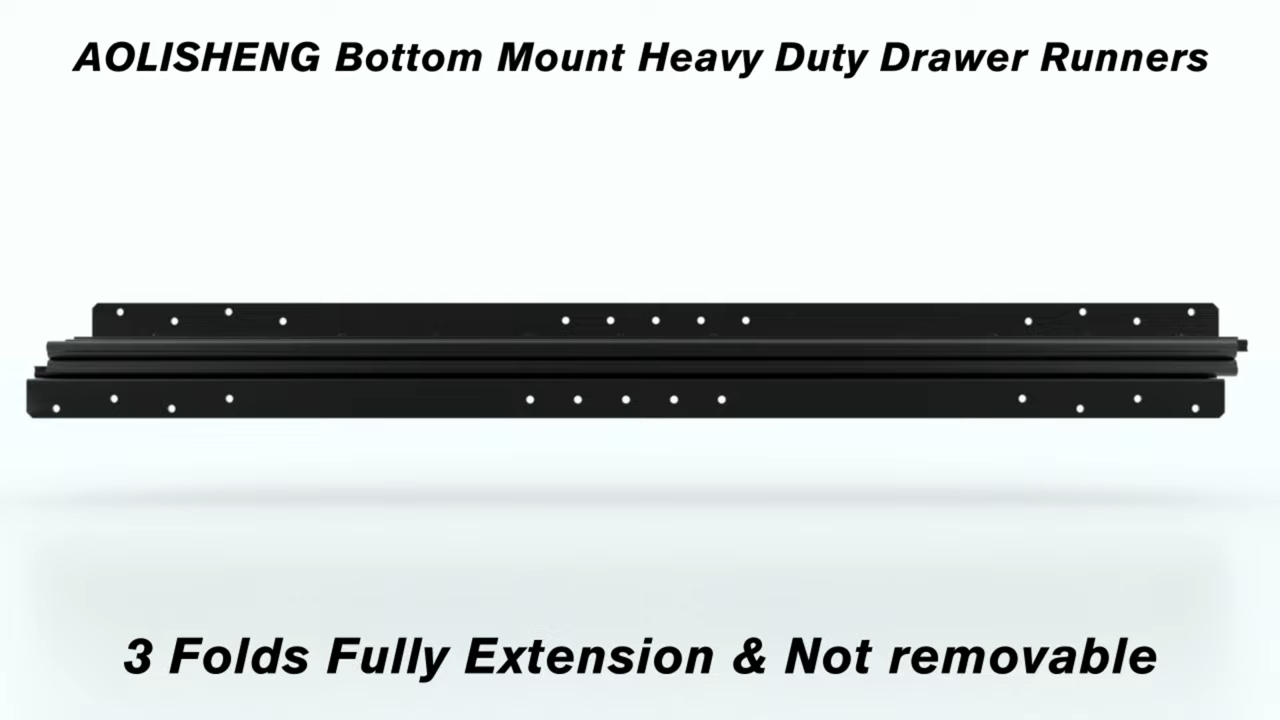 AOLISHENG Bottom Mount Heavy Duty Drawer Runners
3 Folds Fully Extension & Not removable